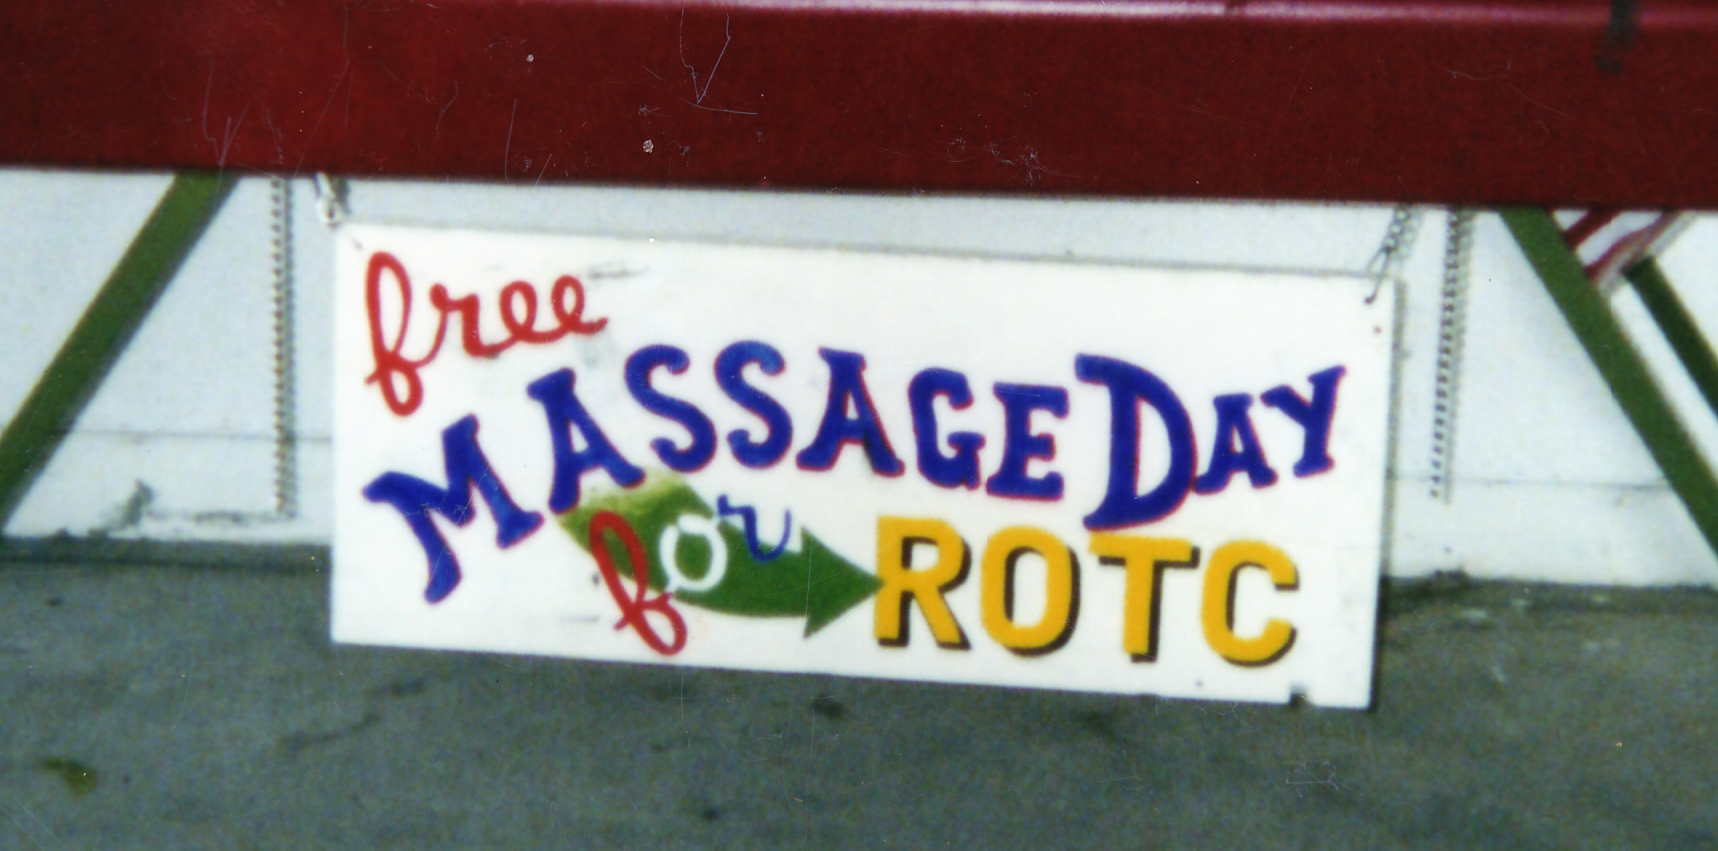 free
MASSAGE DAY
for ROTC